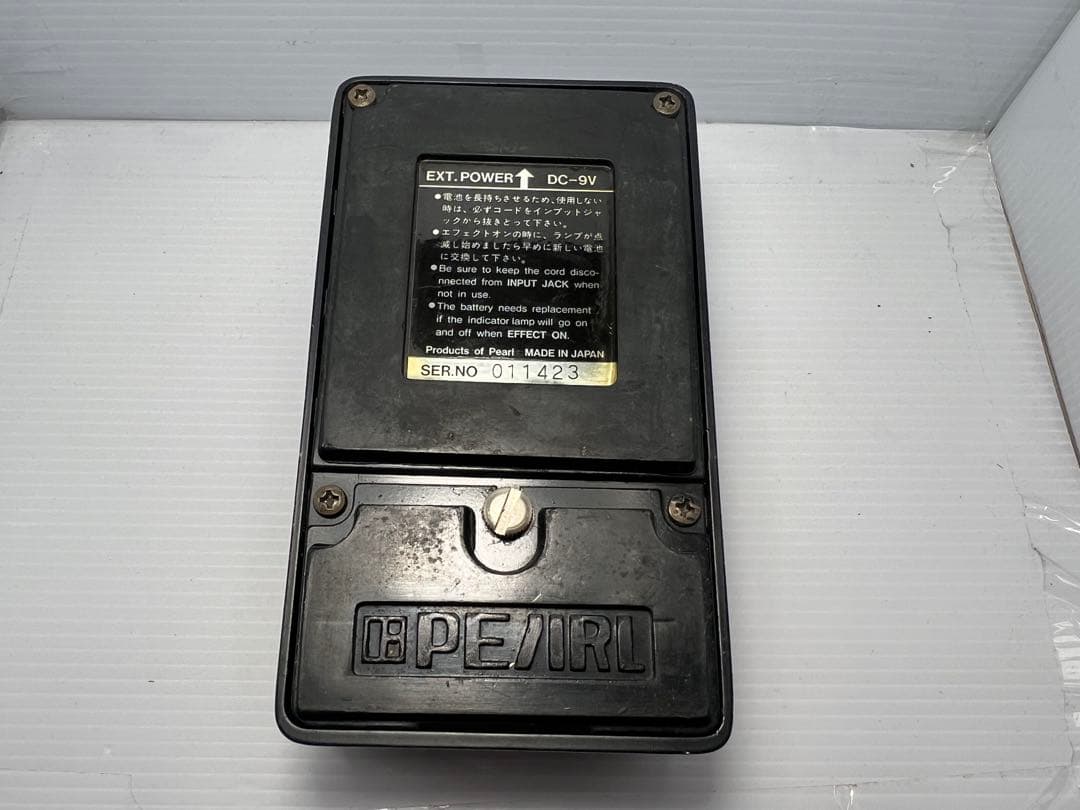 EXT. POWER ↑ DC-9V
●電池を長持ちさせるため、使用しない
時は、必ずコードをインプットジャ
ックから抜きとって下さい。
●エフェクトオンの時に、ランプが点
滅し始めましたら早めに新しい電池
に交換して下さい。
●Be sure to keep the cord disco-
nnected from INPUT JACK when
not in use.
●The battery needs replacement
if the indicator lamp will go on
and off when EFFECT ON.
Products of Pearl MADE IN JAPAN
SER.NO 011423
PEARL